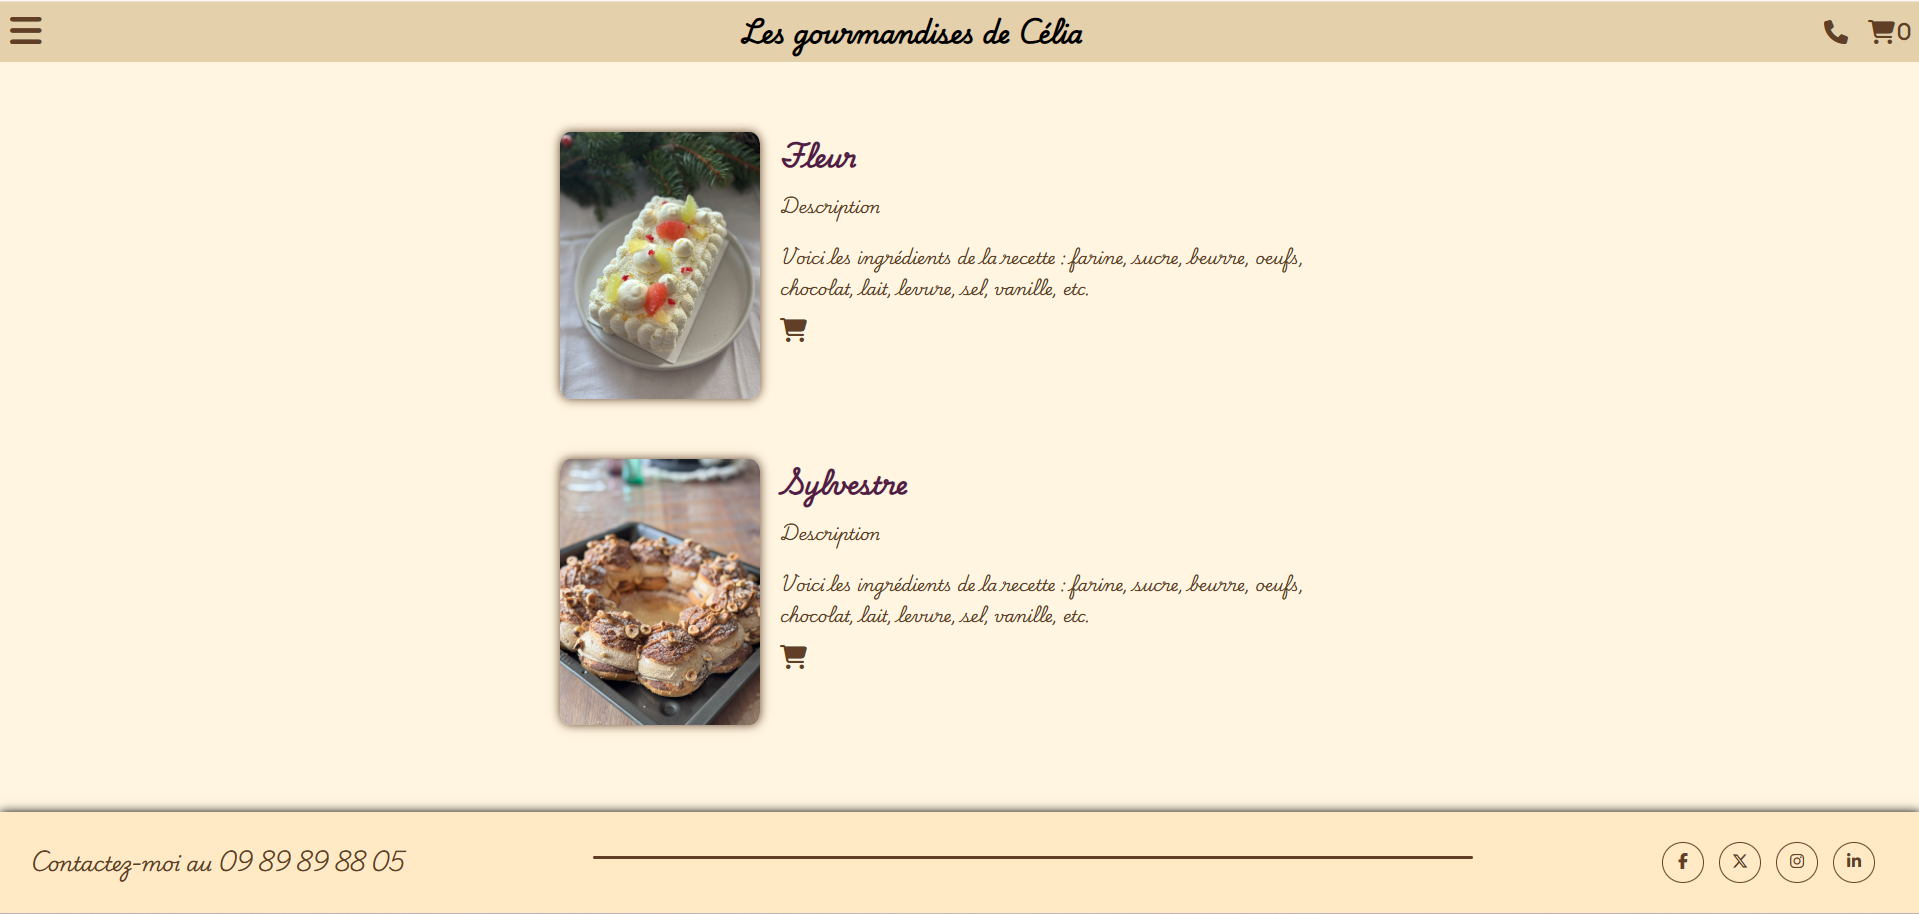 Les gourmandises de Célia
0
Fleur
Description
Voici les ingrédients de la recette : farine, sucre, beurre, oeufs,
chocolat, lait, levure, sel, vanille, etc.
Sylvestre
Description
Voici les ingrédients de la recette : farine, sucre, beurre, oeufs,
chocolat, lait, levure, sel, vanille, etc.
Contactez-moi au 09 89 89 88 05